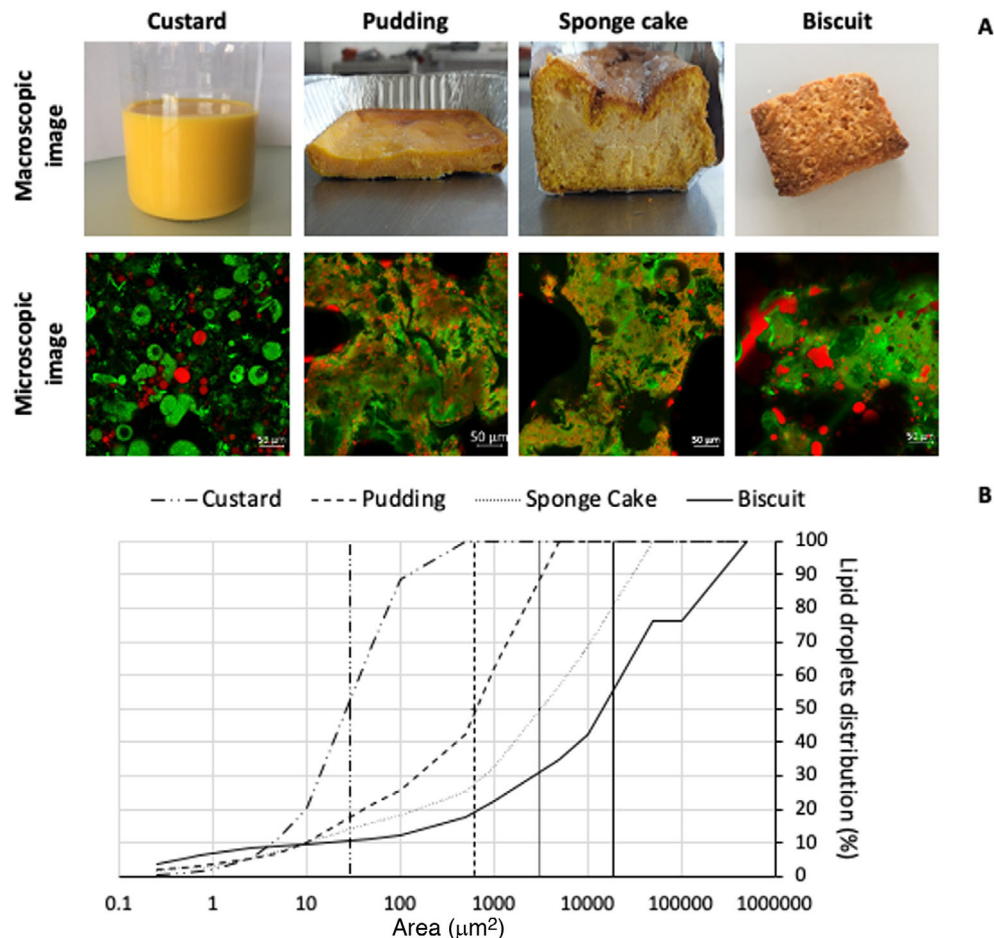 Custard Pudding Sponge cake Biscuit A
Macroscopic
image
Microscopic
image
50 µm 50 µm 50 µm 50 µm
Custard Pudding Sponge Cake Biscuit B
100
90
80
70
60
50
40
30
20
10
0
Lipid droplets distribution (%)
0.1 1 10 100 1000 10000 100000 1000000
Area (µm²)